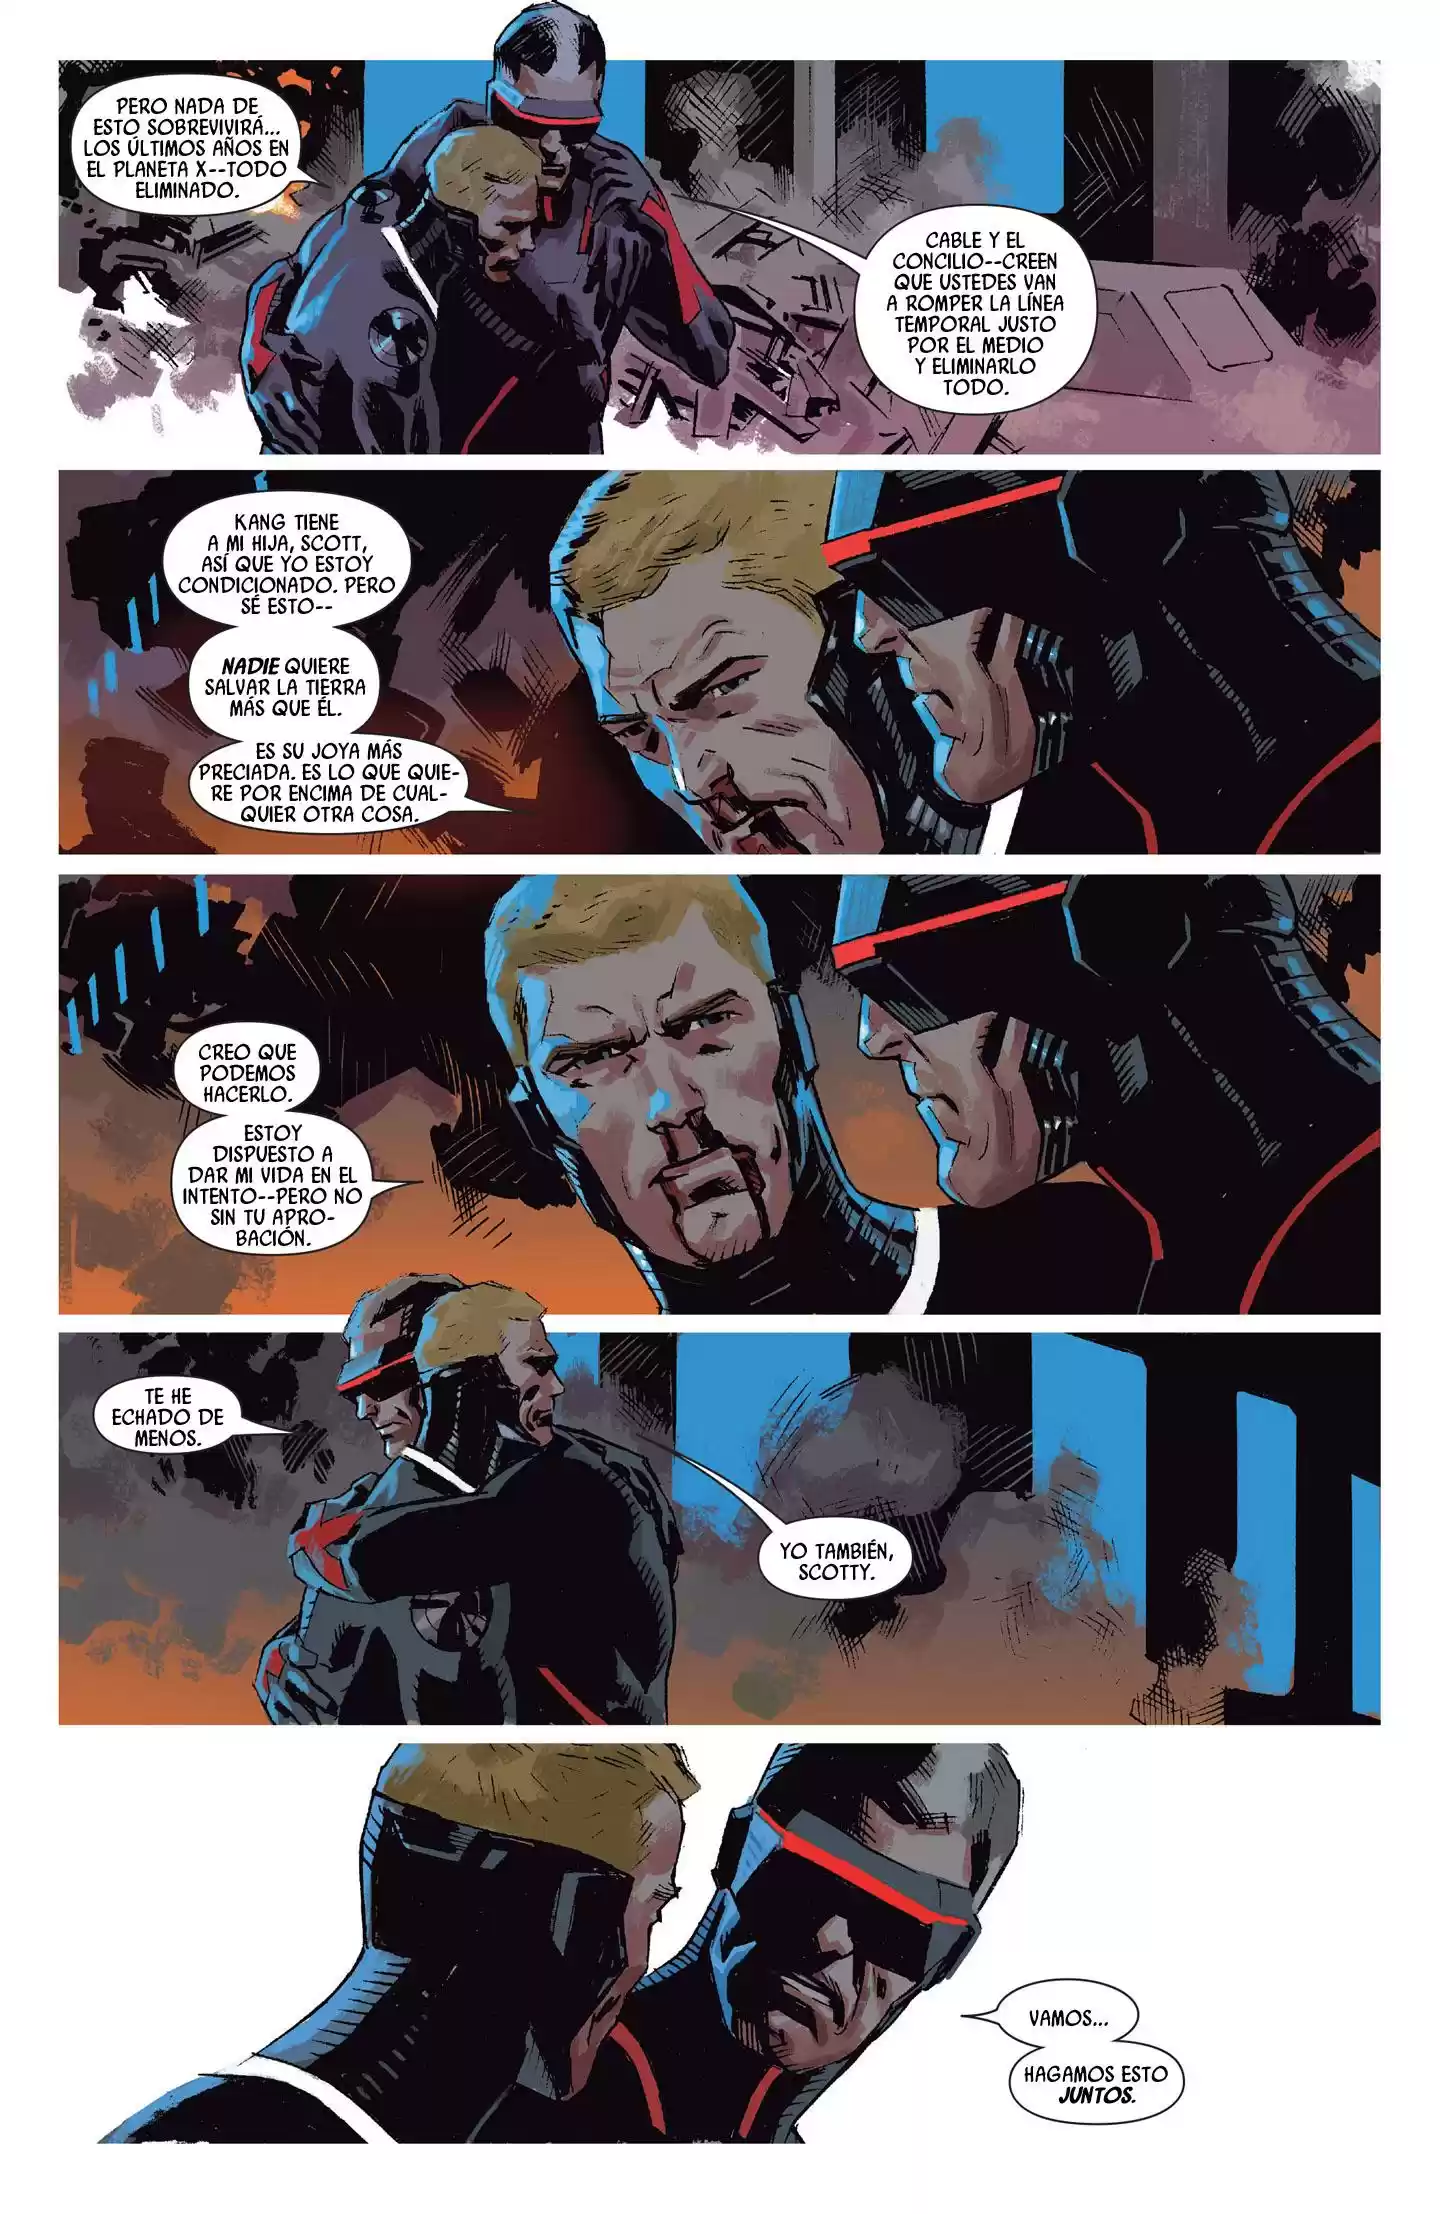 PERO NADA DE
ESTO SOBREVIVIRÁ...
LOS ÚLTIMOS AÑOS EN
EL PLANETA X--TODO
ELIMINADO.
CABLE Y EL
CONCILIO--CREEN
QUE USTEDES VAN
A ROMPER LA LÍNEA
TEMPORAL JUSTO
POR EL MEDIO
Y ELIMINARLO
TODO.
KANG TIENE
A MI HIJA, SCOTT,
ASÍ QUE YO ESTOY
CONDICIONADO. PERO
SÉ ESTO--
NADIE QUIERE
SALVAR LA TIERRA
MÁS QUE ÉL.
ES SU JOYA MÁS
PRECIADA. ES LO QUE QUIE-
RE POR ENCIMA DE CUAL-
QUIER OTRA COSA.
CREO QUE
PODEMOS
HACERLO.
ESTOY
DISPUESTO A
DAR MI VIDA EN EL
INTENTO--PERO NO
SIN TU APRO-
BACIÓN.
TE HE
ECHADO DE
MENOS.
YO TAMBIÉN,
SCOTTY.
VAMOS...
HAGAMOS ESTO
JUNTOS.